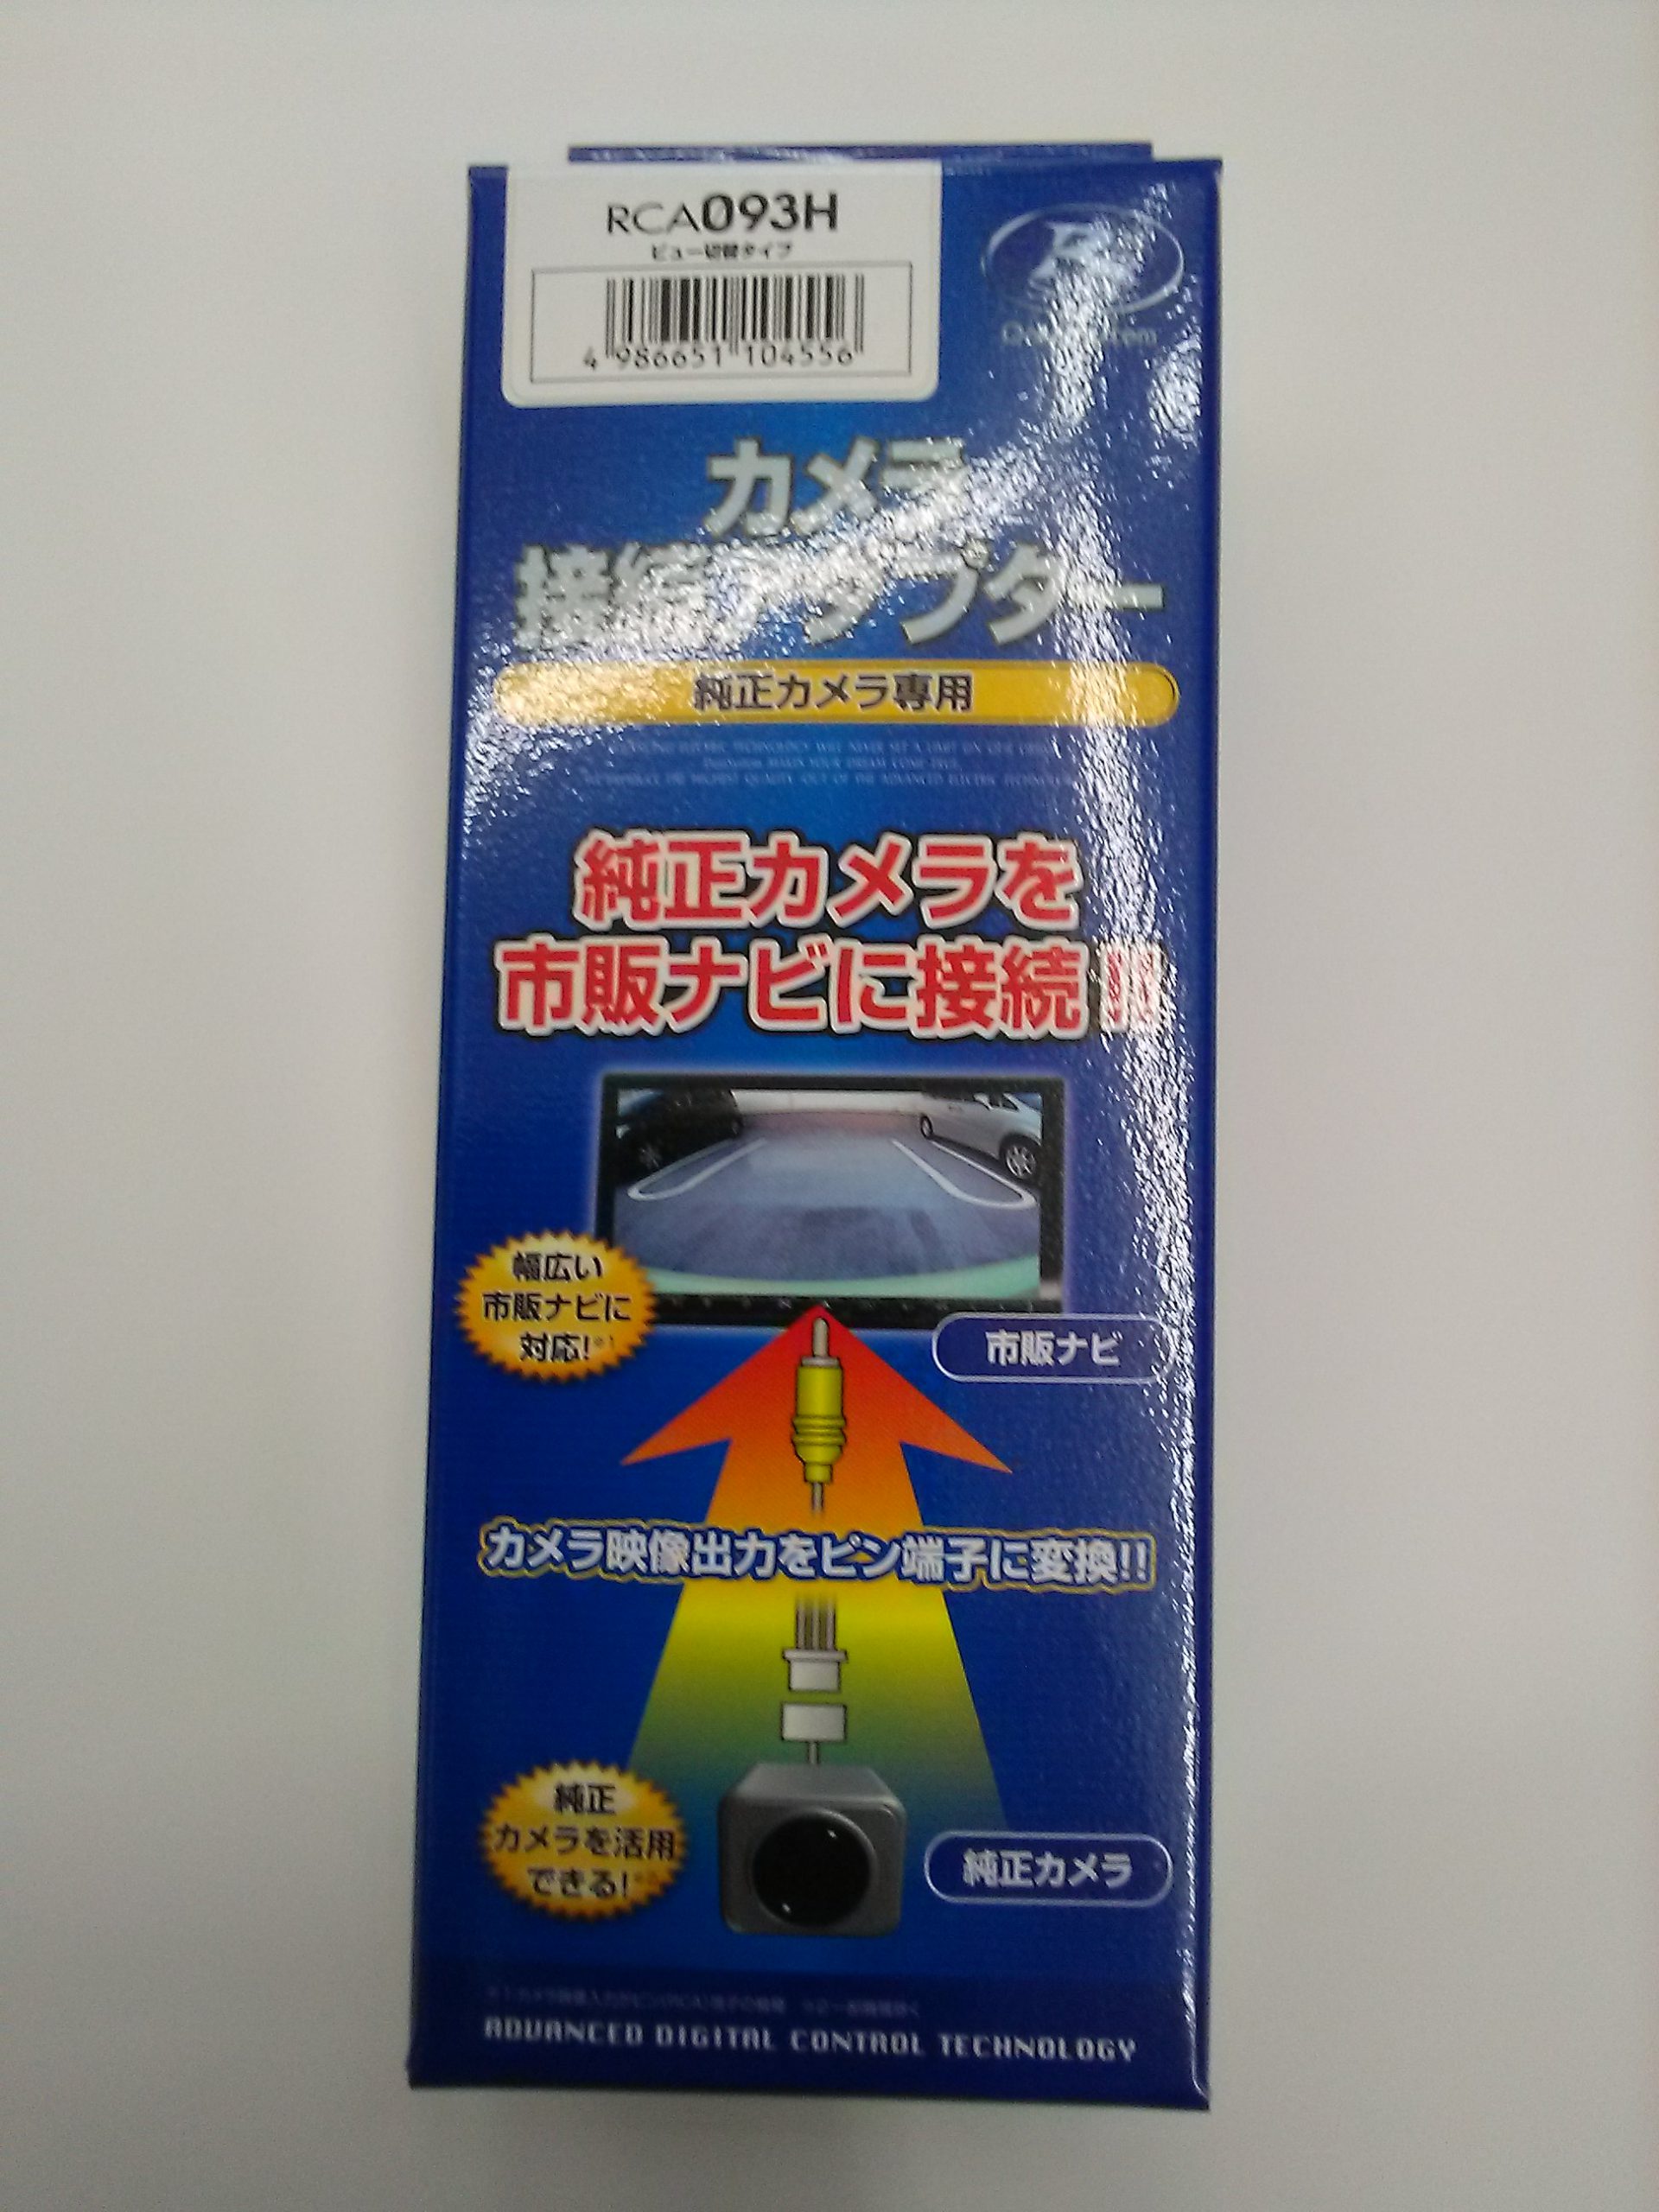 RCA093H
ビュー切替タイプ
4 986651 104556
カメラ
接続アダプター
純正カメラ専用
純正カメラを
市販ナビに接続!!
幅広い
市販ナビに
対応!※1
市販ナビ
カメラ映像出力をピン端子に変換!!
純正
カメラを活用
できる!※2
純正カメラ
ADVANCED DIGITAL CONTROL TECHNOLOGY